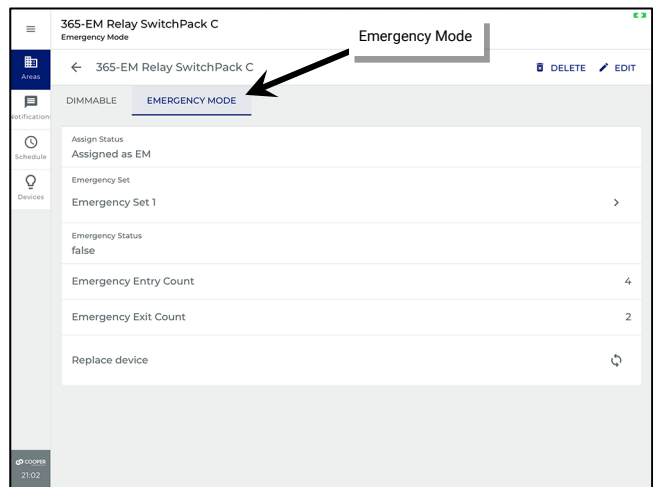 365-EM Relay SwitchPack C
Emergency Mode
Emergency Mode
365-EM Relay SwitchPack C
DELETE
EDIT
Areas
Notifications
Schedule
Devices
DIMMABLE
EMERGENCY MODE
Assign Status
Assigned as EM
Emergency Set
Emergency Set 1
Emergency Status
false
Emergency Entry Count 4
Emergency Exit Count 2
Replace device
COOPER
21:02